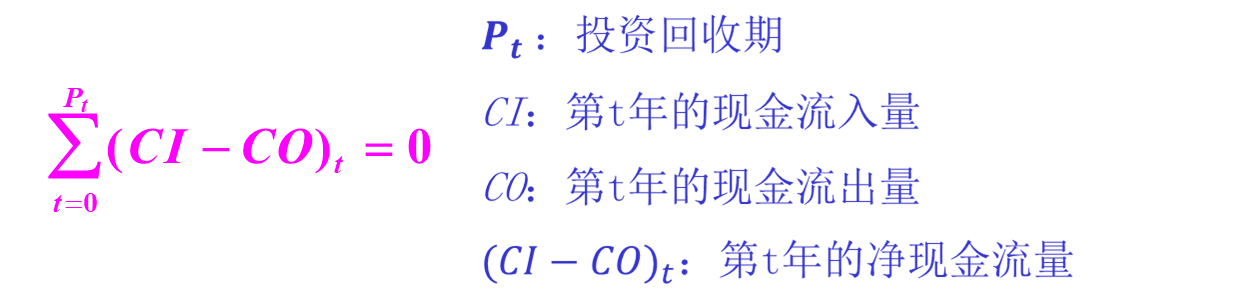 $\sum_{t=0}^{P_t}(CI-CO)_t=0$
$P_t$：投资回收期
CI：第t年的现金流入量
CO：第t年的现金流出量
$(CI-CO)_t$：第t年的净现金流量